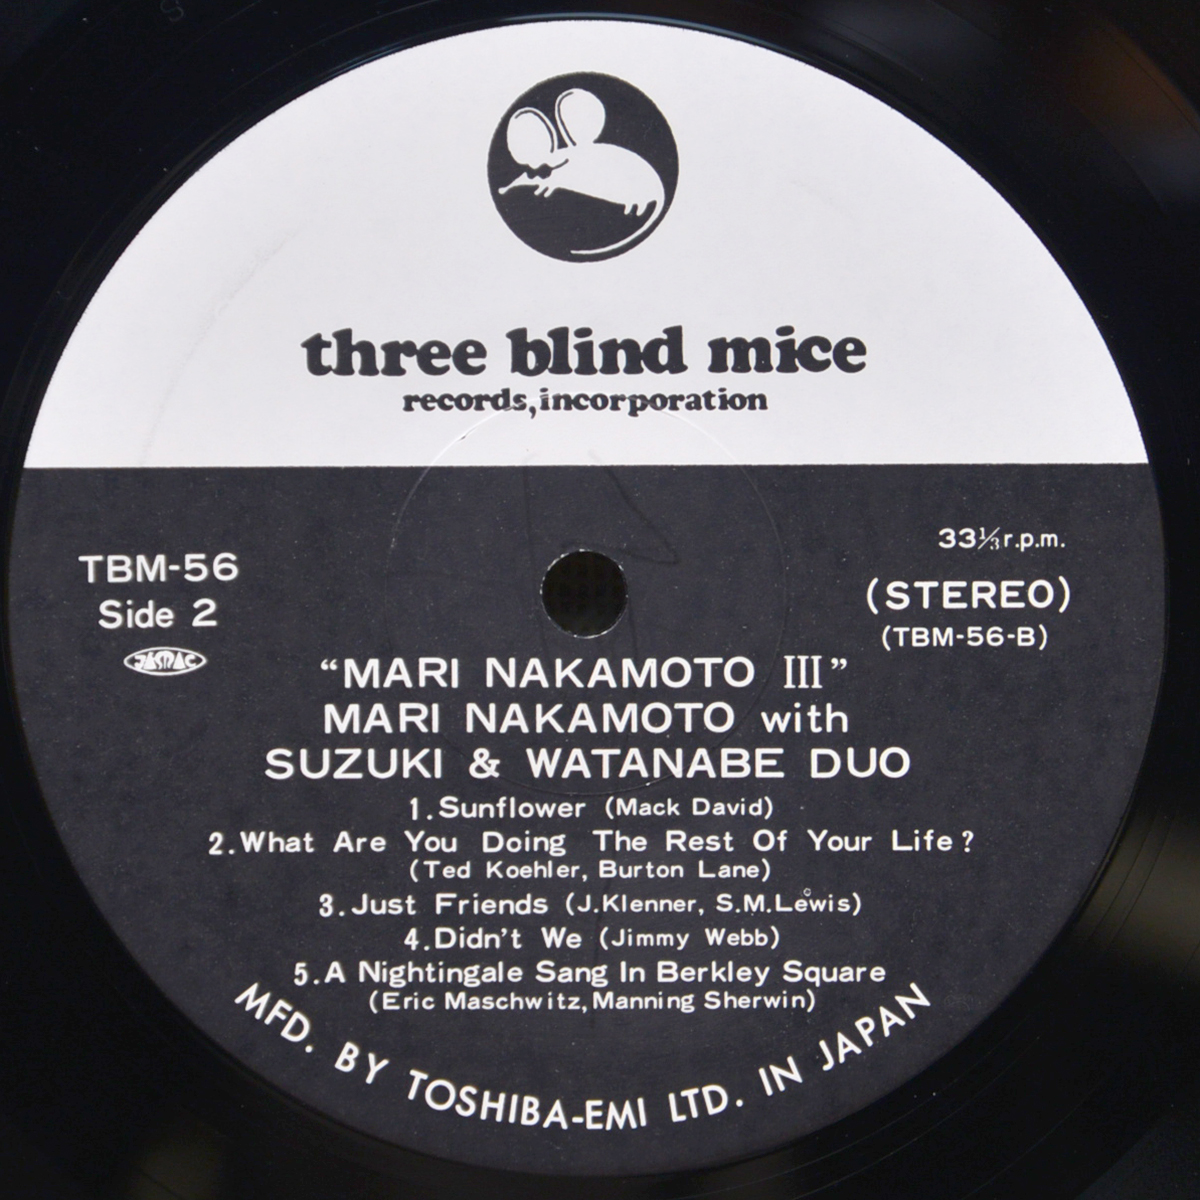 three blind mice
records, incorporation
TBM-56
Side 2
JASRAC
33⅓ r.p.m.
(STEREO)
(TBM-56-B)
“MARI NAKAMOTO III”
MARI NAKAMOTO with
SUZUKI & WATANABE DUO
1. Sunflower (Mack David)
2. What Are You Doing The Rest Of Your Life?
(Ted Koehler, Burton Lane)
3. Just Friends (J.Klenner, S.M.Lewis)
4. Didn't We (Jimmy Webb)
5. A Nightingale Sang In Berkley Square
(Eric Maschwitz, Manning Sherwin)
MFD. BY TOSHIBA-EMI LTD. IN JAPAN